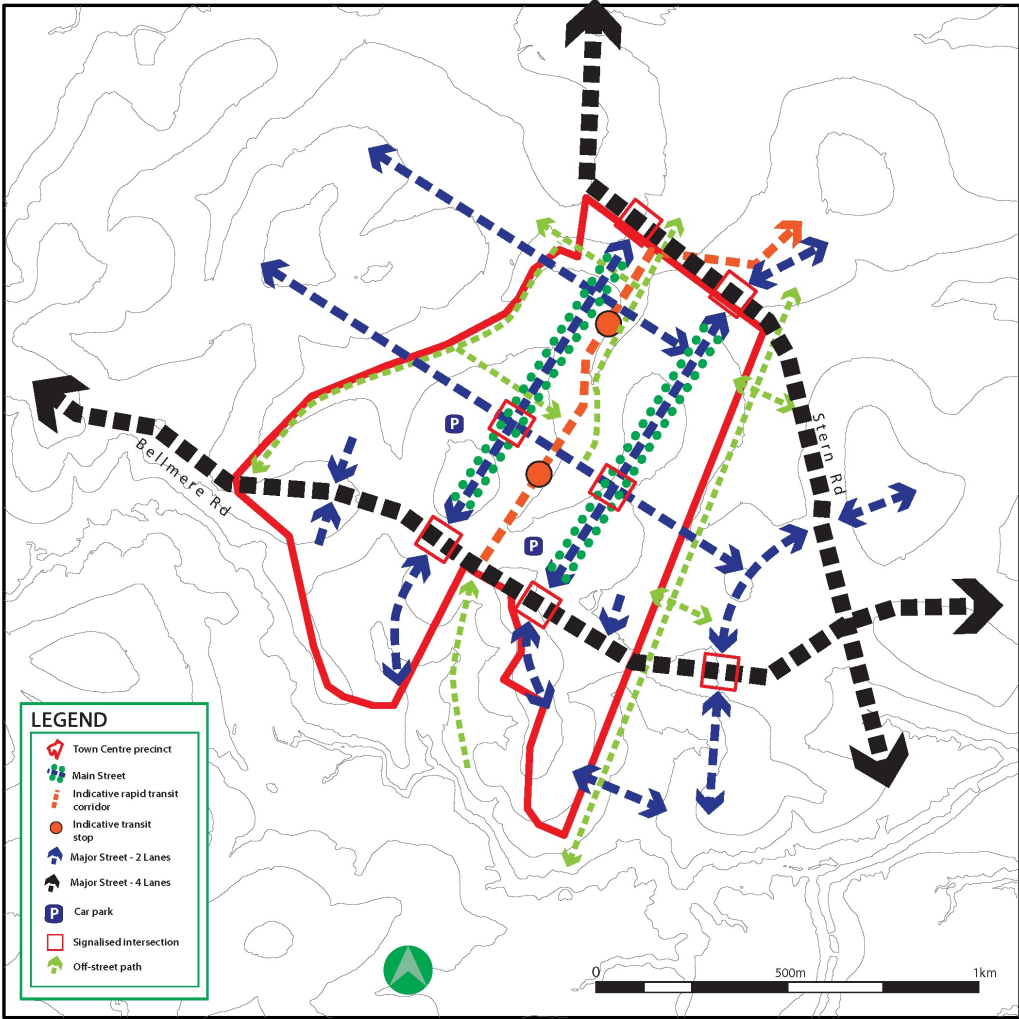 Bellmere Rd
Stern Rd
P
P
LEGEND
Town Centre precinct
Main Street
Indicative rapid transit
corridor
Indicative transit
stop
Major Street - 2 Lanes
Major Street - 4 Lanes
P
Car park
Signalised intersection
Off-street path
0
500m
1km